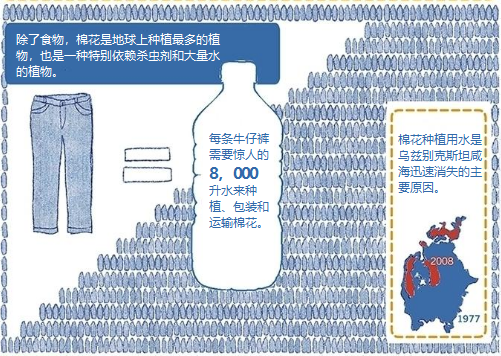 除了食物，棉花是地球上种植最多的植
物，也是一种特别依赖杀虫剂和大量水
的植物。
每条牛仔裤
需要惊人的
8，000
升水来种
植、包装和
运输棉花。
棉花种植用水是
乌兹别克斯坦咸
海迅速消失的主
要原因。
2008
1977